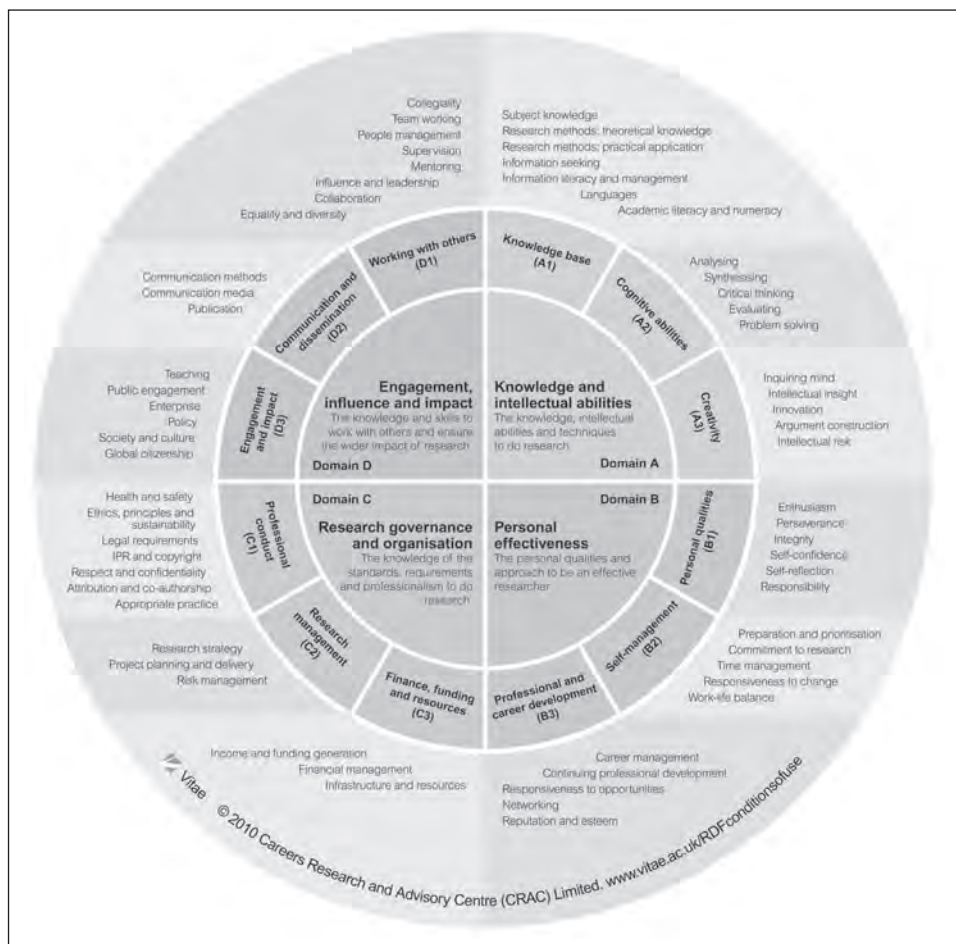 Collegiality
Team working
People management
Supervision
Mentoring
Influence and leadership
Collaboration
Equality and diversity
Subject knowledge
Research methods: theoretical knowledge
Research methods: practical application
Information seeking
Information literacy and management
Languages
Academic literacy and numeracy
Working with others
(D1)
Knowledge base
(A1)
Communication methods
Communication media
Publication
Communication and
dissemination
(D2)
Cognitive abilities
(A2)
Analysing
Synthesising
Critical thinking
Evaluating
Problem solving
Teaching
Public engagement
Enterprise
Policy
Society and culture
Global citizenship
Engagement
and impact
(D3)
Engagement,
influence and impact
The knowledge and skills to
work with others and ensure
the wider impact of research.
Domain D
Knowledge and
intellectual abilities
The knowledge, intellectual
abilities and techniques
to do research.
Domain A
Creativity
(A3)
Inquiring mind
Intellectual insight
Innovation
Argument construction
Intellectual risk
Health and safety
Ethics, principles and
sustainability
Legal requirements
IPR and copyright
Respect and confidentiality
Attribution and co-authorship
Appropriate practice
Professional
conduct
(C1)
Domain C
Research governance
and organisation
The knowledge of the
standards, requirements
and professionalism to do
research.
Domain B
Personal
effectiveness
The personal qualities and
approach to be an effective
researcher.
Personal qualities
(B1)
Enthusiasm
Perseverance
Integrity
Self-confidence
Self-reflection
Responsibility
Research strategy
Project planning and delivery
Risk management
Research
management
(C2)
Self-management
(B2)
Preparation and prioritisation
Commitment to research
Time management
Responsiveness to change
Work-life balance
Finance, funding
and resources
(C3)
Professional and
career development
(B3)
Income and funding generation
Financial management
Infrastructure and resources
Career management
Continuing professional development
Responsiveness to opportunities
Networking
Reputation and esteem
Vitae © 2010 Careers Research and Advisory Centre (CRAC) Limited. www.vitae.ac.uk/RDFconditionsofuse